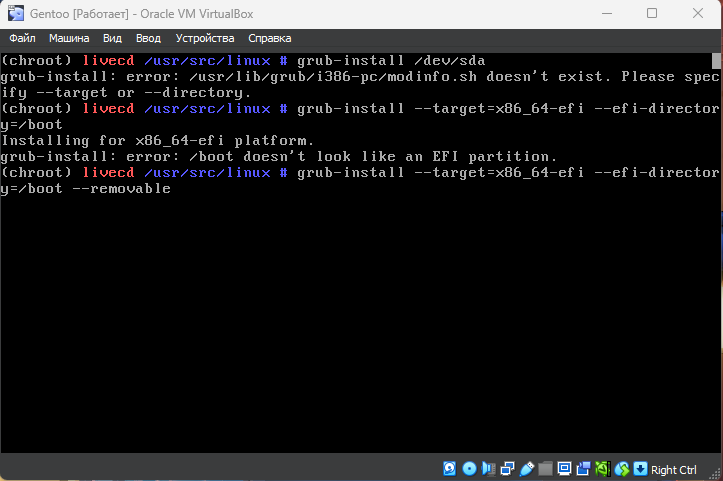 Gentoo [Работает] - Oracle VM VirtualBox
Файл Машина Вид Ввод Устройства Справка
(chroot) livecd /usr/src/linux # grub-install /dev/sda
grub-install: error: /usr/lib/grub/i386-pc/modinfo.sh doesn't exist. Please spec
ify --target or --directory.
(chroot) livecd /usr/src/linux # grub-install --target=x86_64-efi --efi-director
y=/boot
Installing for x86_64-efi platform.
grub-install: error: /boot doesn't look like an EFI partition.
(chroot) livecd /usr/src/linux # grub-install --target=x86_64-efi --efi-director
y=/boot --removable
Right Ctrl